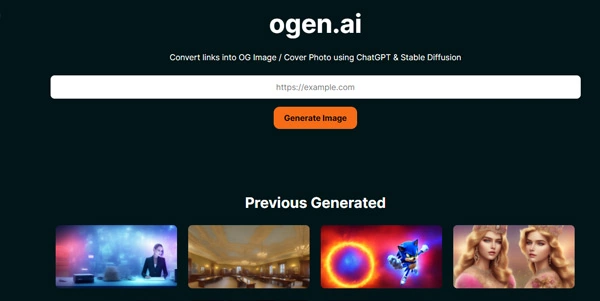 ogen.ai
Convert links into OG Image / Cover Photo using ChatGPT & Stable Diffusion
https://example.com
Generate Image
Previous Generated